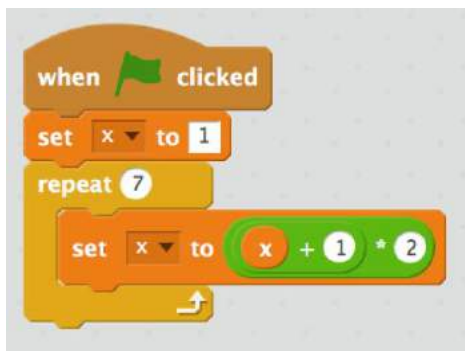 when clicked
set x to 1
repeat 7
set x to x + 1 * 2